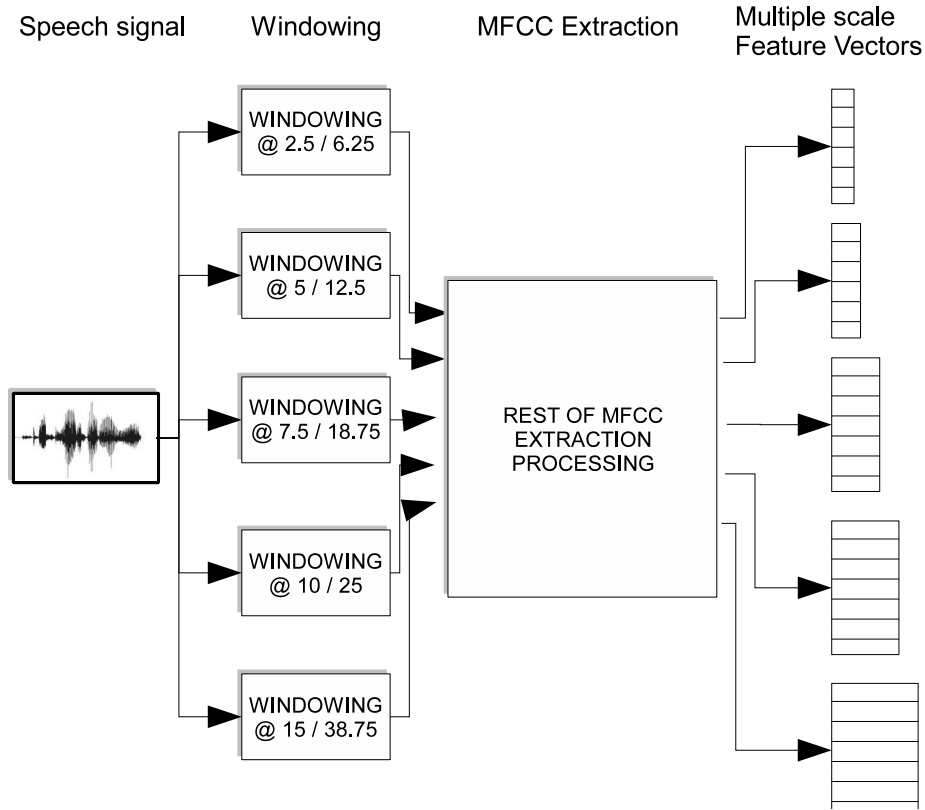 Speech signal
Windowing
MFCC Extraction
Multiple scale
Feature Vectors
WINDOWING
@ 2.5 / 6.25
WINDOWING
@ 5 / 12.5
WINDOWING
@ 7.5 / 18.75
WINDOWING
@ 10 / 25
WINDOWING
@ 15 / 38.75
REST OF MFCC
EXTRACTION
PROCESSING